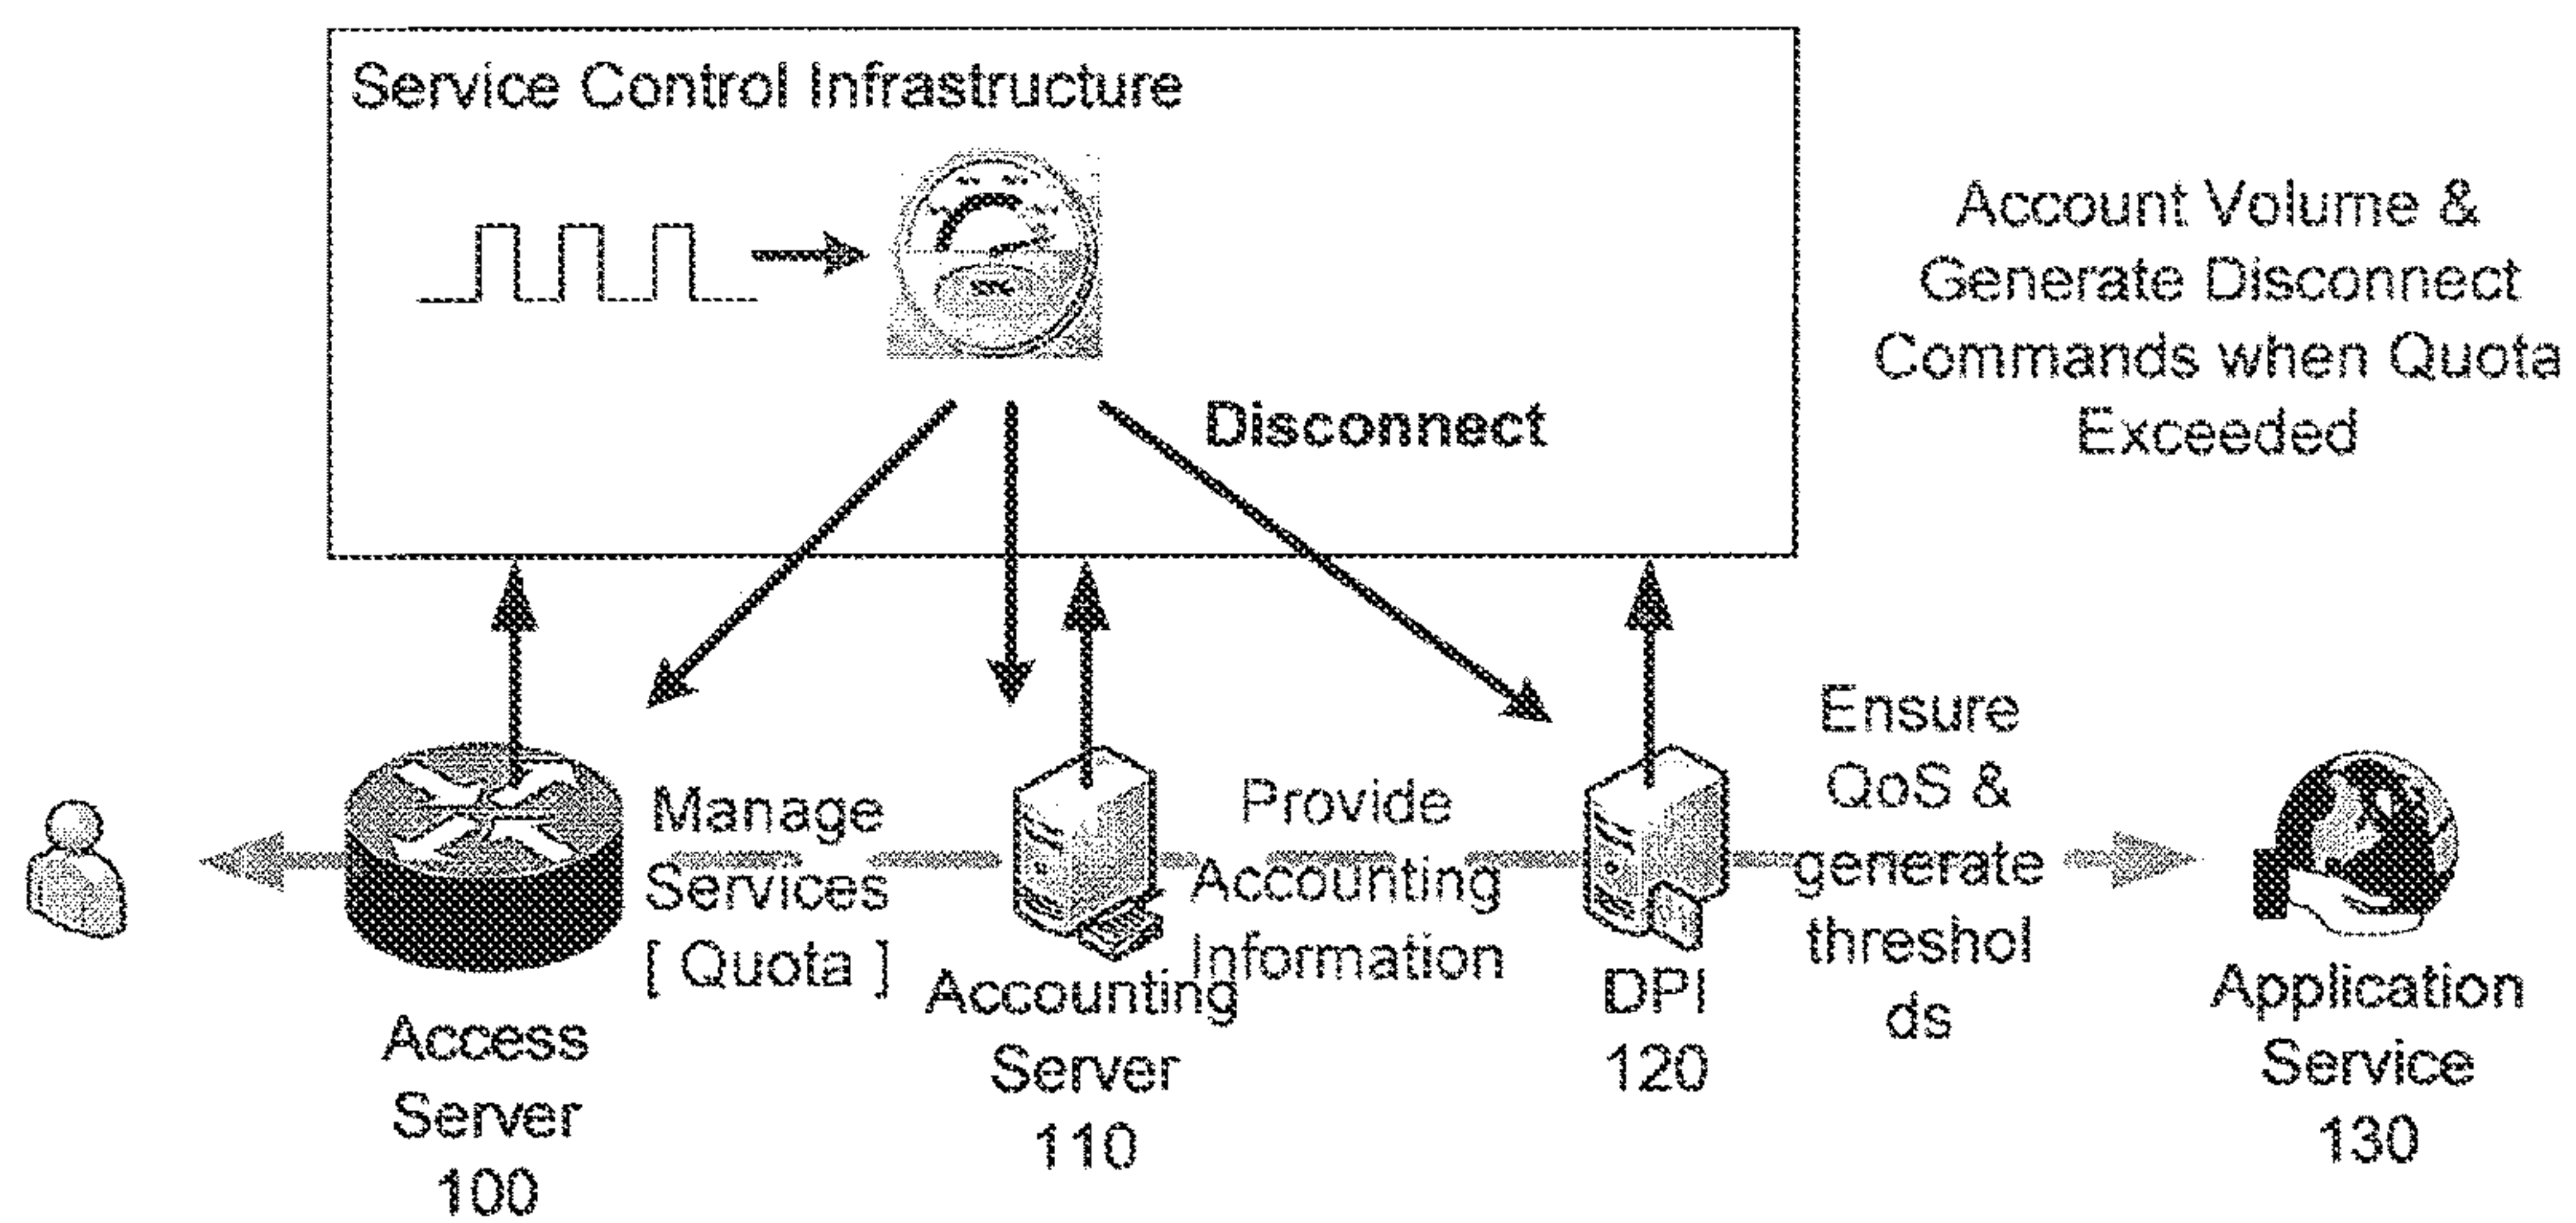 Service Control Infrastructure
Account Volume &
Generate Disconnect
Commands when Quota
Exceeded
Disconnect
Manage
Services
[ Quota ]
Provide
Accounting
Information
Ensure
QoS &
generate
threshol
ds
Access
Server
100
Accounting
Server
110
DPI
120
Application
Service
130